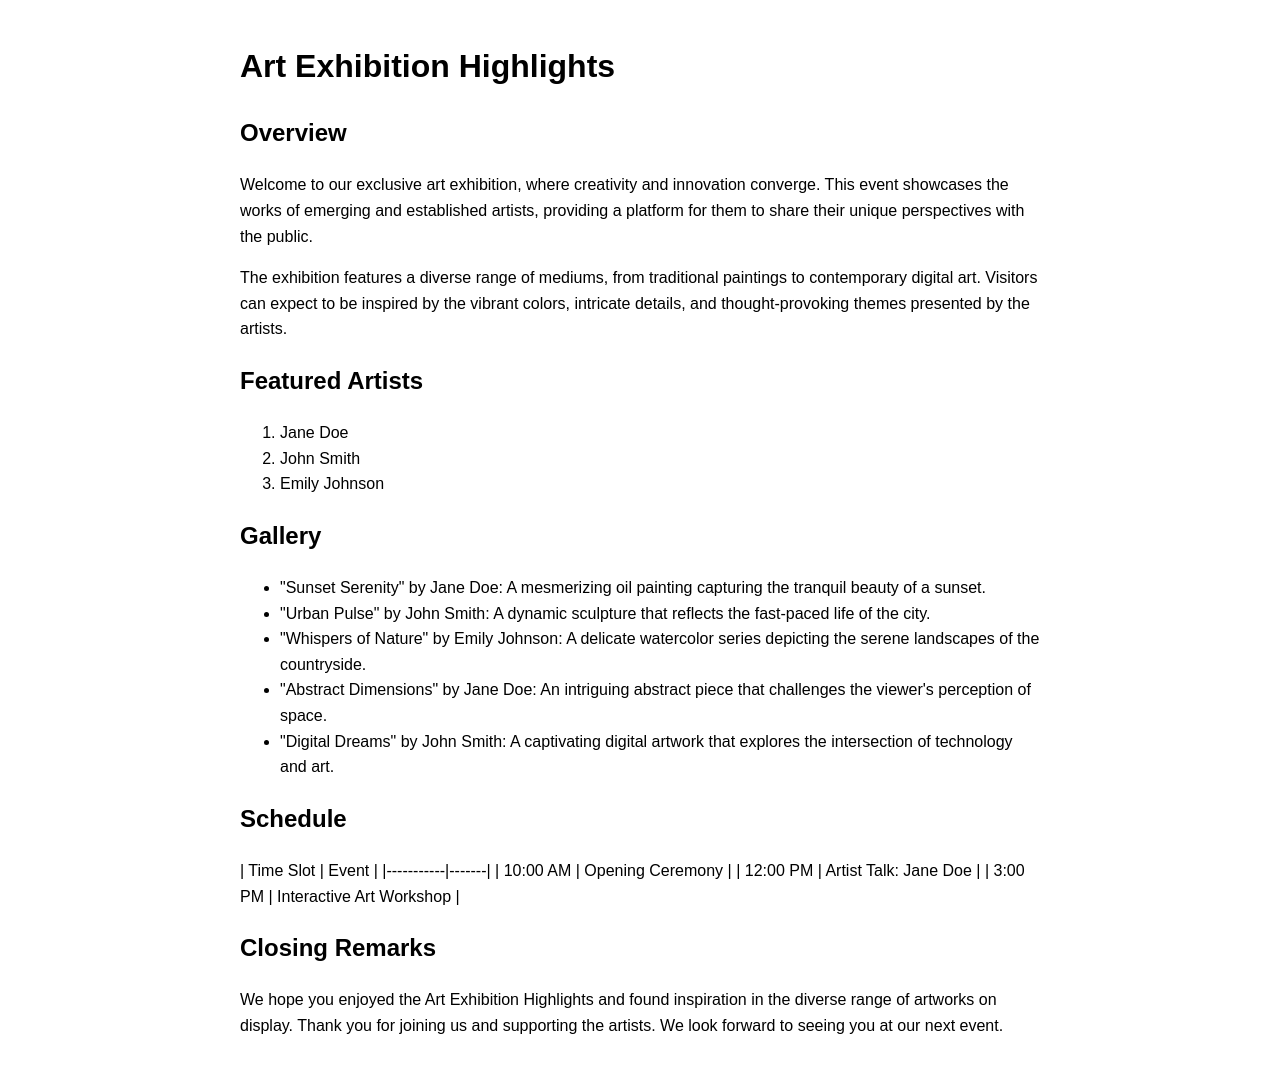 Art Exhibition Highlights
Overview
Welcome to our exclusive art exhibition, where creativity and innovation converge. This event showcases the
works of emerging and established artists, providing a platform for them to share their unique perspectives with
the public.
The exhibition features a diverse range of mediums, from traditional paintings to contemporary digital art. Visitors
can expect to be inspired by the vibrant colors, intricate details, and thought-provoking themes presented by the
artists.
Featured Artists
1. Jane Doe
2. John Smith
3. Emily Johnson
Gallery
• "Sunset Serenity" by Jane Doe: A mesmerizing oil painting capturing the tranquil beauty of a sunset.
• "Urban Pulse" by John Smith: A dynamic sculpture that reflects the fast-paced life of the city.
• "Whispers of Nature" by Emily Johnson: A delicate watercolor series depicting the serene landscapes of the
countryside.
• "Abstract Dimensions" by Jane Doe: An intriguing abstract piece that challenges the viewer's perception of
space.
• "Digital Dreams" by John Smith: A captivating digital artwork that explores the intersection of technology
and art.
Schedule
| Time Slot | Event | |-----------|-------| | 10:00 AM | Opening Ceremony | | 12:00 PM | Artist Talk: Jane Doe | | 3:00
PM | Interactive Art Workshop |
Closing Remarks
We hope you enjoyed the Art Exhibition Highlights and found inspiration in the diverse range of artworks on
display. Thank you for joining us and supporting the artists. We look forward to seeing you at our next event.